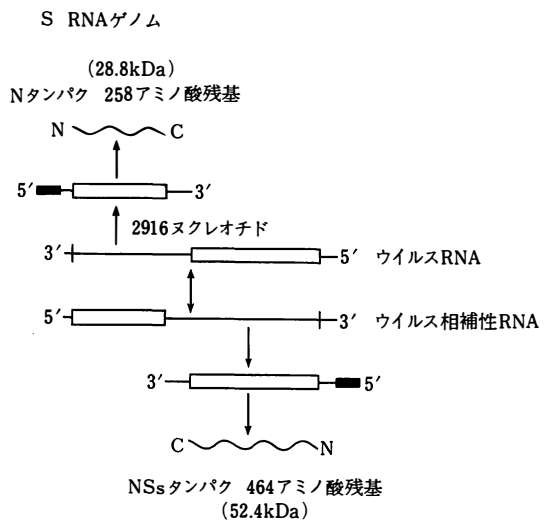 S RNAゲノム
(28.8kDa)
Nタンパク 258アミノ酸残基
N C
5′ 3′
2916ヌクレオチド
3′ 5′ ウイルスRNA
5′ 3′ ウイルス相補性RNA
3′ 5′
C N
NSsタンパク 464アミノ酸残基
(52.4kDa)